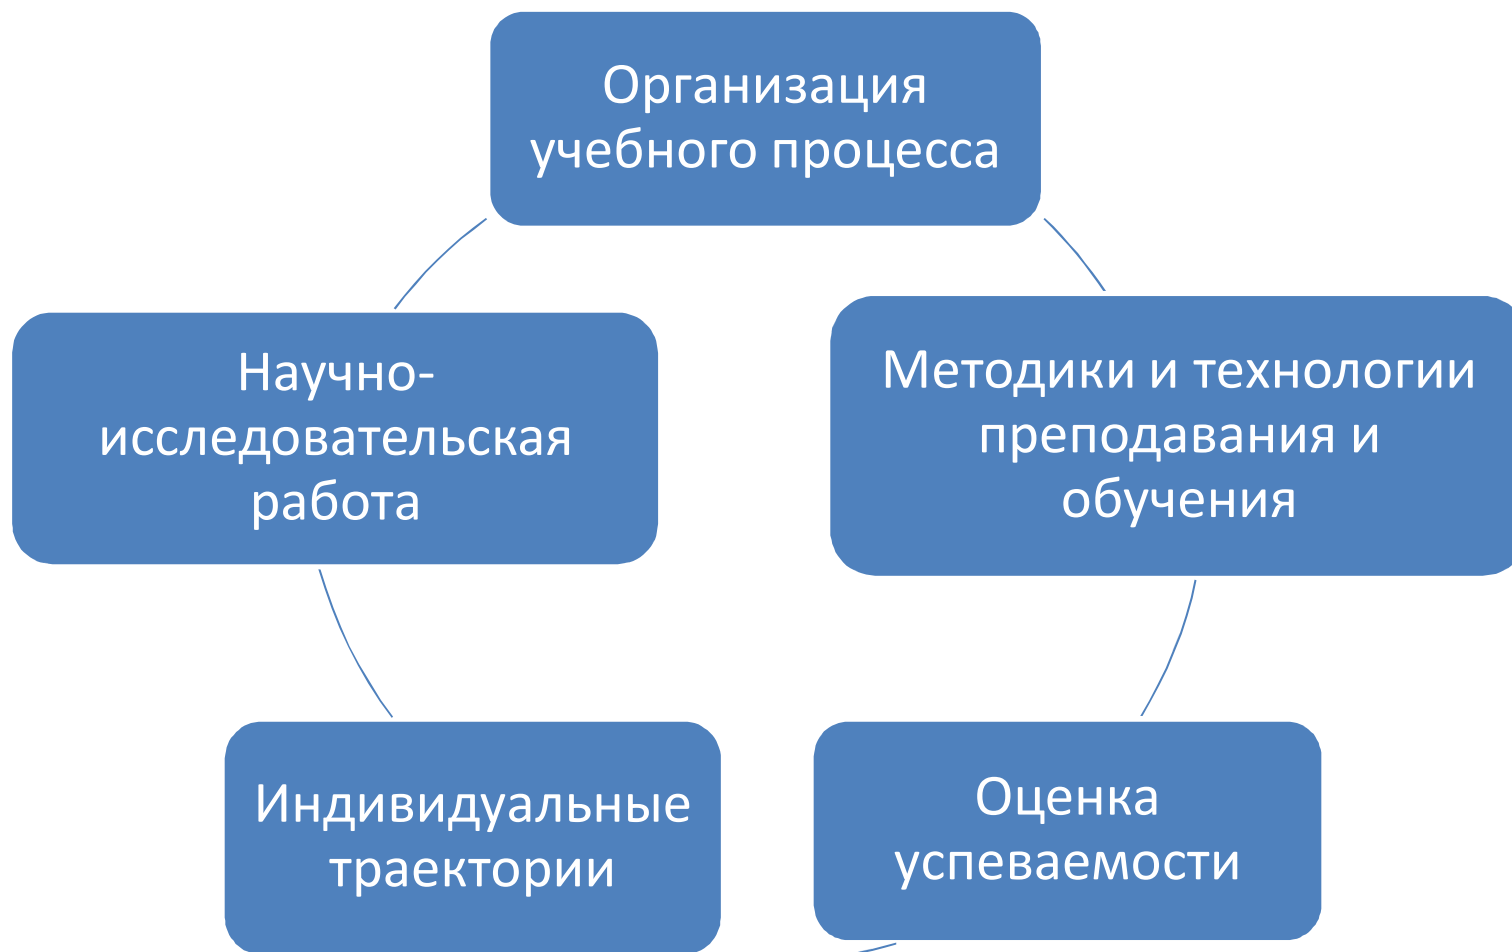 Организация
учебного процесса
Научно-
исследовательская
работа
Методики и технологии
преподавания и
обучения
Индивидуальные
траектории
Оценка
успеваемости